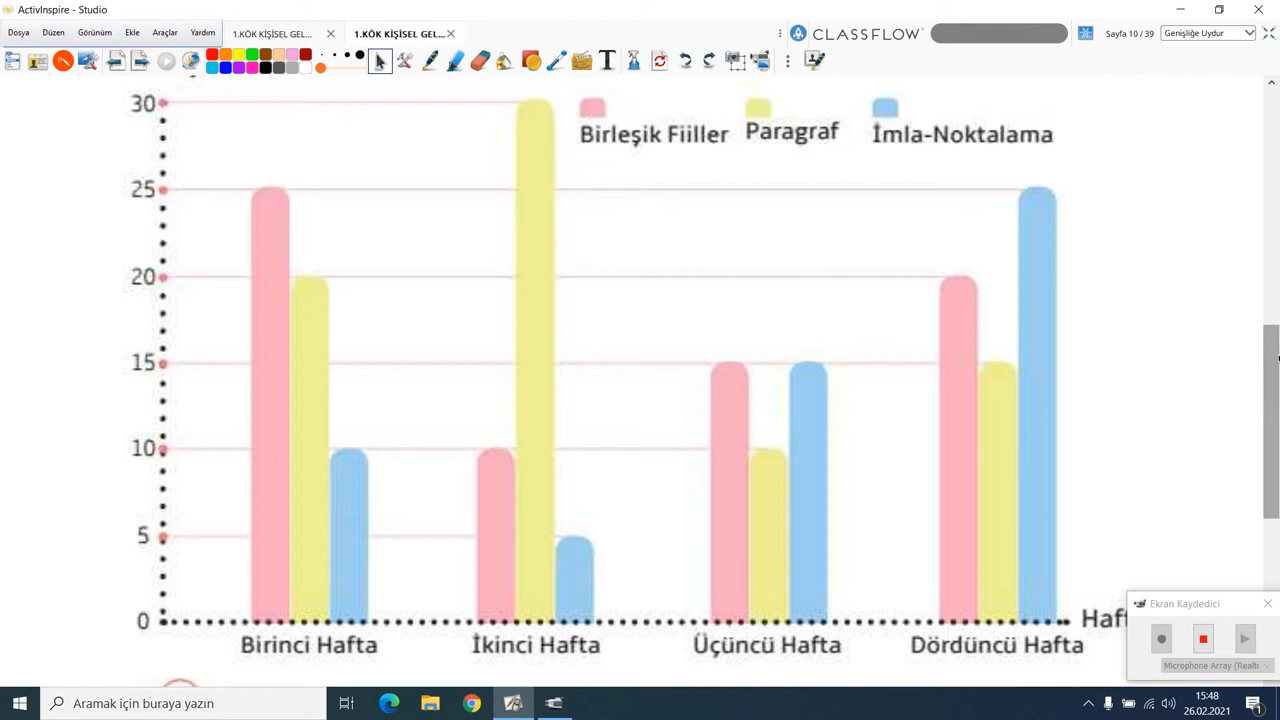 ActivInspire - Studio
Dosya Düzen Görünüm Ekle Araçlar Yardım
1.KÖK KİŞİSEL GEL...
1.KÖK KİŞİSEL GEL...
CLASSFLOW
Sayfa 10 / 39
Genişliğe Uydur
T
30
25
20
15
10
5
0
Birleşik Fiiller
Paragraf
İmla-Noktalama
Birinci Hafta
İkinci Hafta
Üçüncü Hafta
Dördüncü Hafta
Haft
Ekran Kaydedici
Microphone Array (Realt
Aramak için buraya yazın
15:48
26.02.2021
1